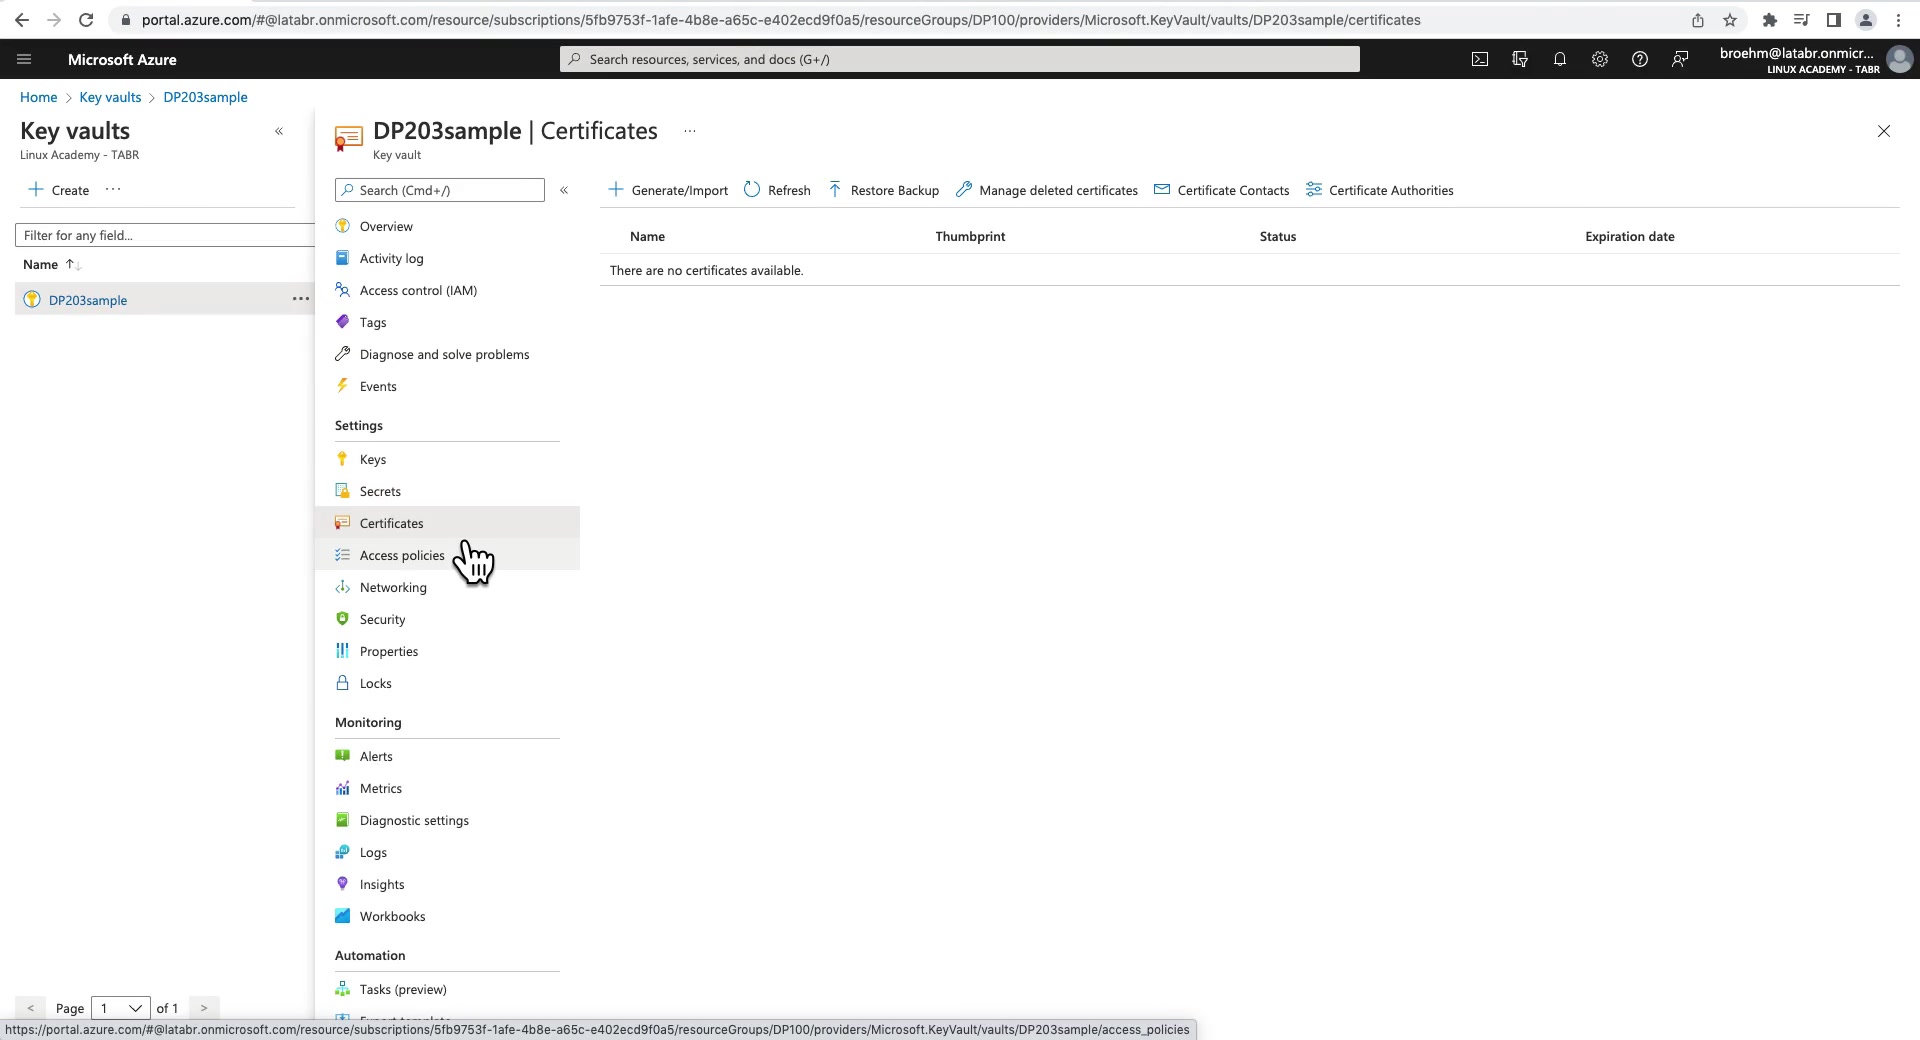 portal.azure.com/#@latabr.onmicrosoft.com/resource/subscriptions/5fb9753f-1afe-4b8e-a65c-e402ecd9f0a5/resourceGroups/DP100/providers/Microsoft.KeyVault/vaults/DP203sample/certificates
Microsoft Azure
Search resources, services, and docs (G+/)
broehm@latabr.onmicr...
LINUX ACADEMY - TABR
Home > Key vaults > DP203sample
Key vaults
Linux Academy - TABR
Create
Filter for any field...
Name
DP203sample
Page 1 of 1
DP203sample | Certificates
Key vault
Search (Cmd+/)
Overview
Activity log
Access control (IAM)
Tags
Diagnose and solve problems
Events
Settings
Keys
Secrets
Certificates
Access policies
Networking
Security
Properties
Locks
Monitoring
Alerts
Metrics
Diagnostic settings
Logs
Insights
Workbooks
Automation
Tasks (preview)
Generate/Import Refresh Restore Backup Manage deleted certificates Certificate Contacts Certificate Authorities
Name Thumbprint Status Expiration date
There are no certificates available.
https://portal.azure.com/#@latabr.onmicrosoft.com/resource/subscriptions/5fb9753f-1afe-4b8e-a65c-e402ecd9f0a5/resourceGroups/DP100/providers/Microsoft.KeyVault/vaults/DP203sample/access_policies